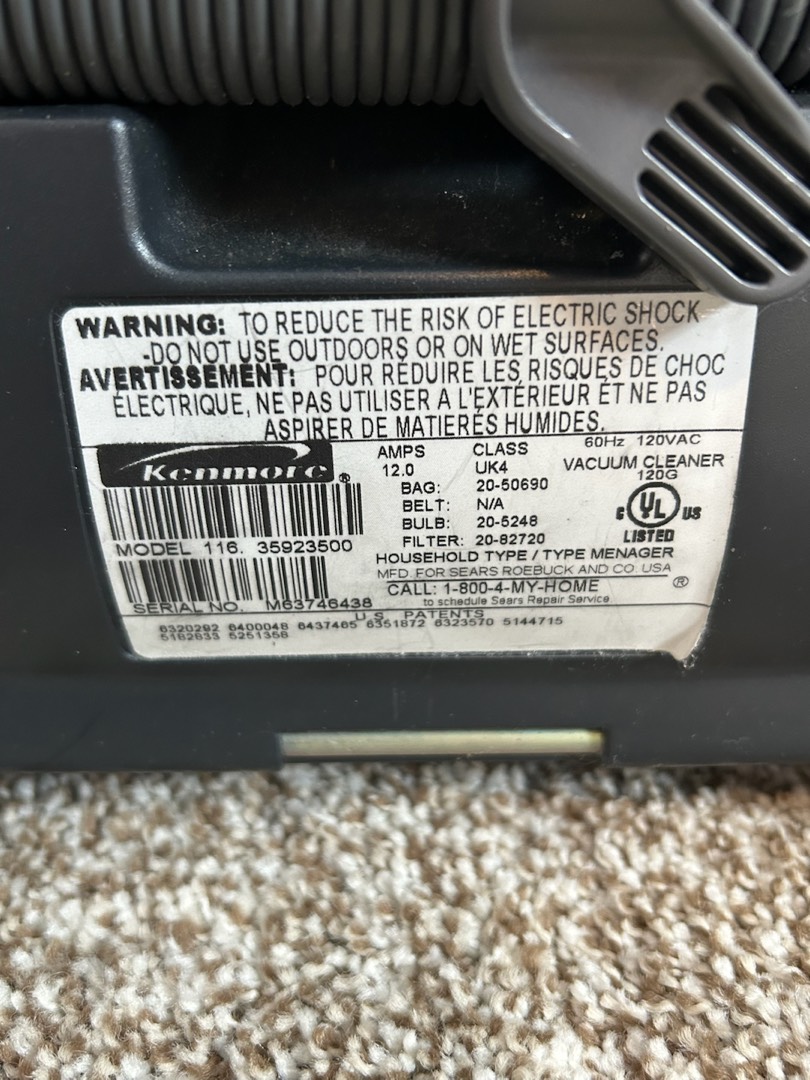 WARNING: TO REDUCE THE RISK OF ELECTRIC SHOCK
-DO NOT USE OUTDOORS OR ON WET SURFACES.
AVERTISSEMENT: POUR RÉDUIRE LES RISQUES DE CHOC
ÉLECTRIQUE, NE PAS UTILISER A L'EXTÉRIEUR ET NE PAS
ASPIRER DE MATIERÉS HUMIDES.
Kenmore®
AMPS CLASS 60Hz 120VAC
12.0 UK4 VACUUM CLEANER
120G
BAG: 20-50690
BELT: N/A
BULB: 20-5248
FILTER: 20-82720
C UL US
LISTED
MODEL 116. 35923500
HOUSEHOLD TYPE / TYPE MENAGER
MFD. FOR SEARS ROEBUCK AND CO. USA
CALL: 1-800-4-MY-HOME ®
to schedule Sears Repair Service
SERIAL NO. M63746438
U.S. PATENTS
6320292 6400048 6437465 6351872 6323570 5144715
5182833 5251358